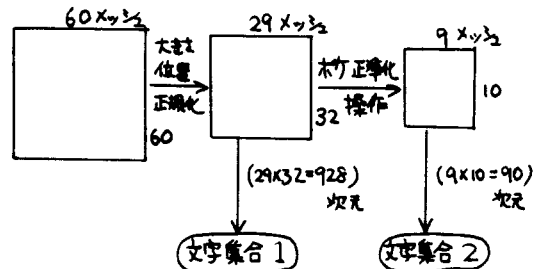 60メッシュ
29メッシュ
9メッシュ
大きさ
位置
正規化
60
32
ボケ正準化
操作
10
(29×32=928)
次元
(9×10=90)
次元
文字集合1
文字集合2